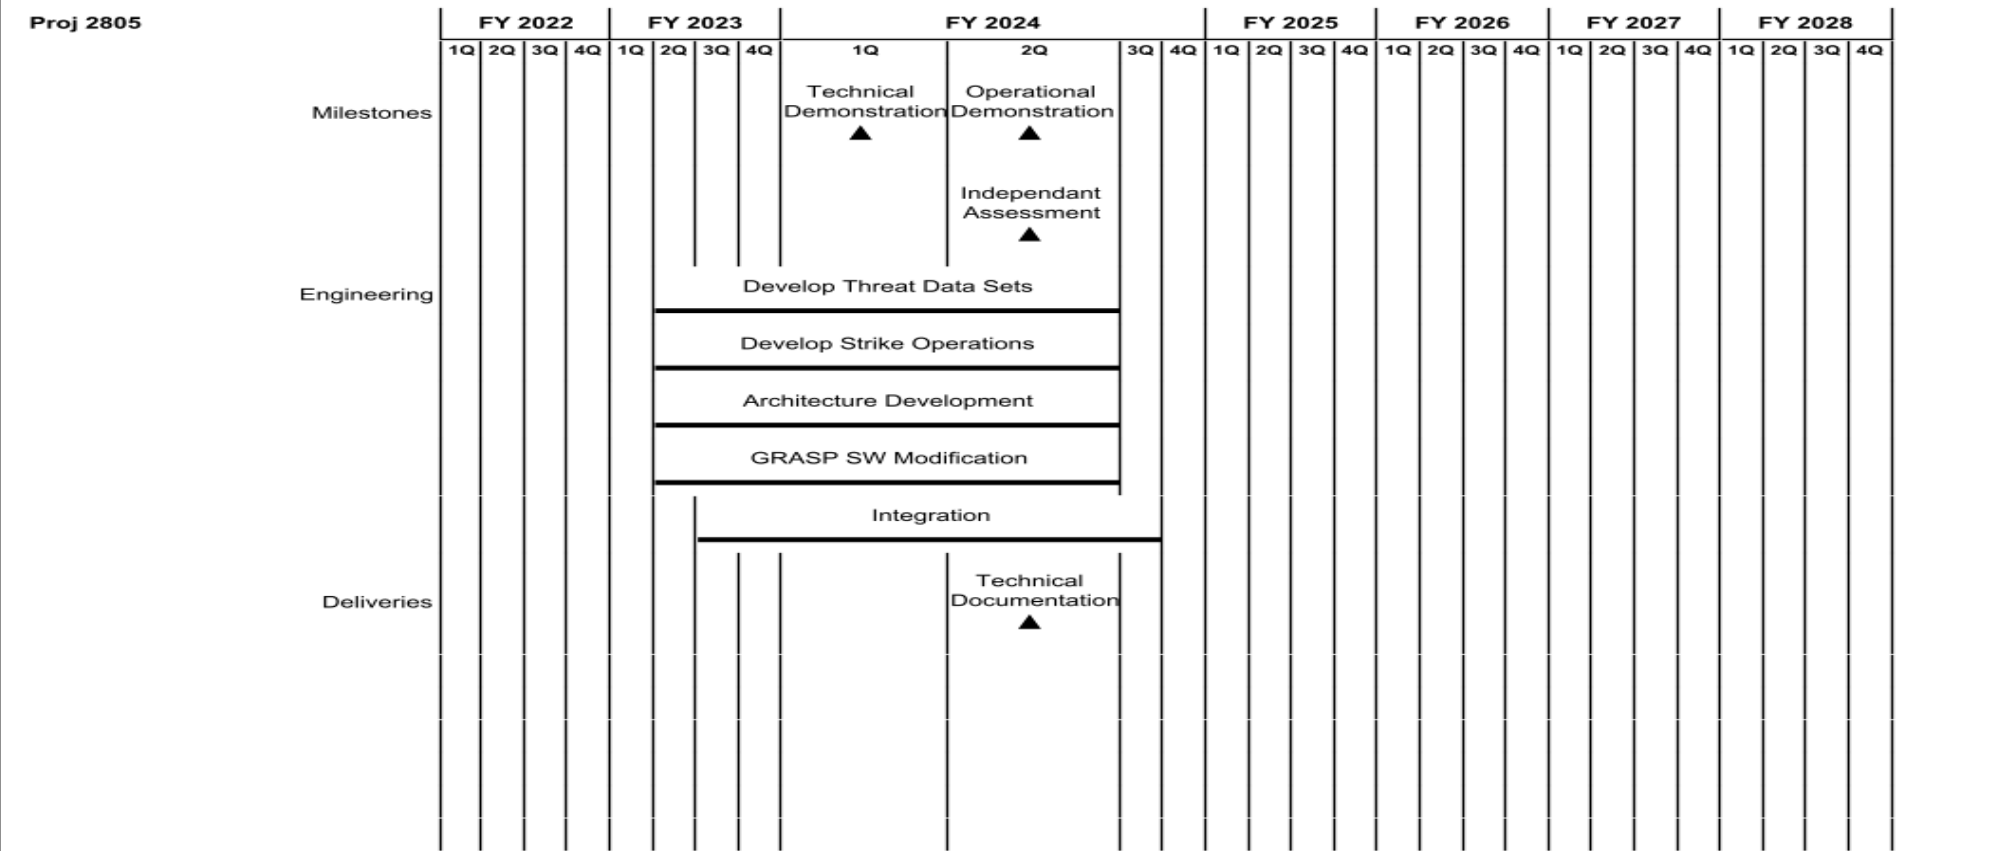 Proj 2805 FY 2022 FY 2023 FY 2024 FY 2025 FY 2026 FY 2027 FY 2028
1Q 2Q 3Q 4Q 1Q 2Q 3Q 4Q 1Q 2Q 3Q 4Q 1Q 2Q 3Q 4Q 1Q 2Q 3Q 4Q 1Q 2Q 3Q 4Q 1Q 2Q 3Q 4Q
Milestones
Technical
Demonstration
Operational
Demonstration
Independant
Assessment
Engineering
Develop Threat Data Sets
Develop Strike Operations
Architecture Development
GRASP SW Modification
Integration
Deliveries
Technical
Documentation